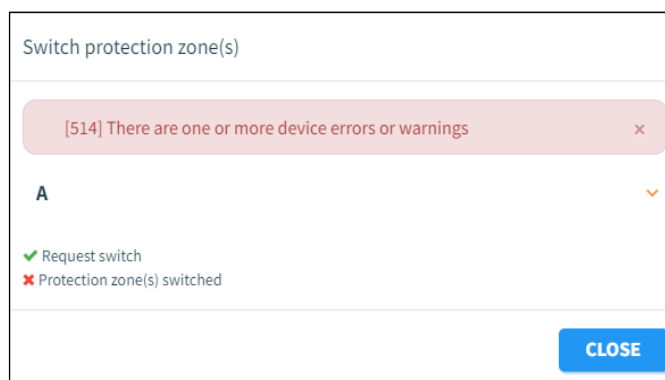 Switch protection zone(s)
[514] There are one or more device errors or warnings
A
Request switch
Protection zone(s) switched
CLOSE